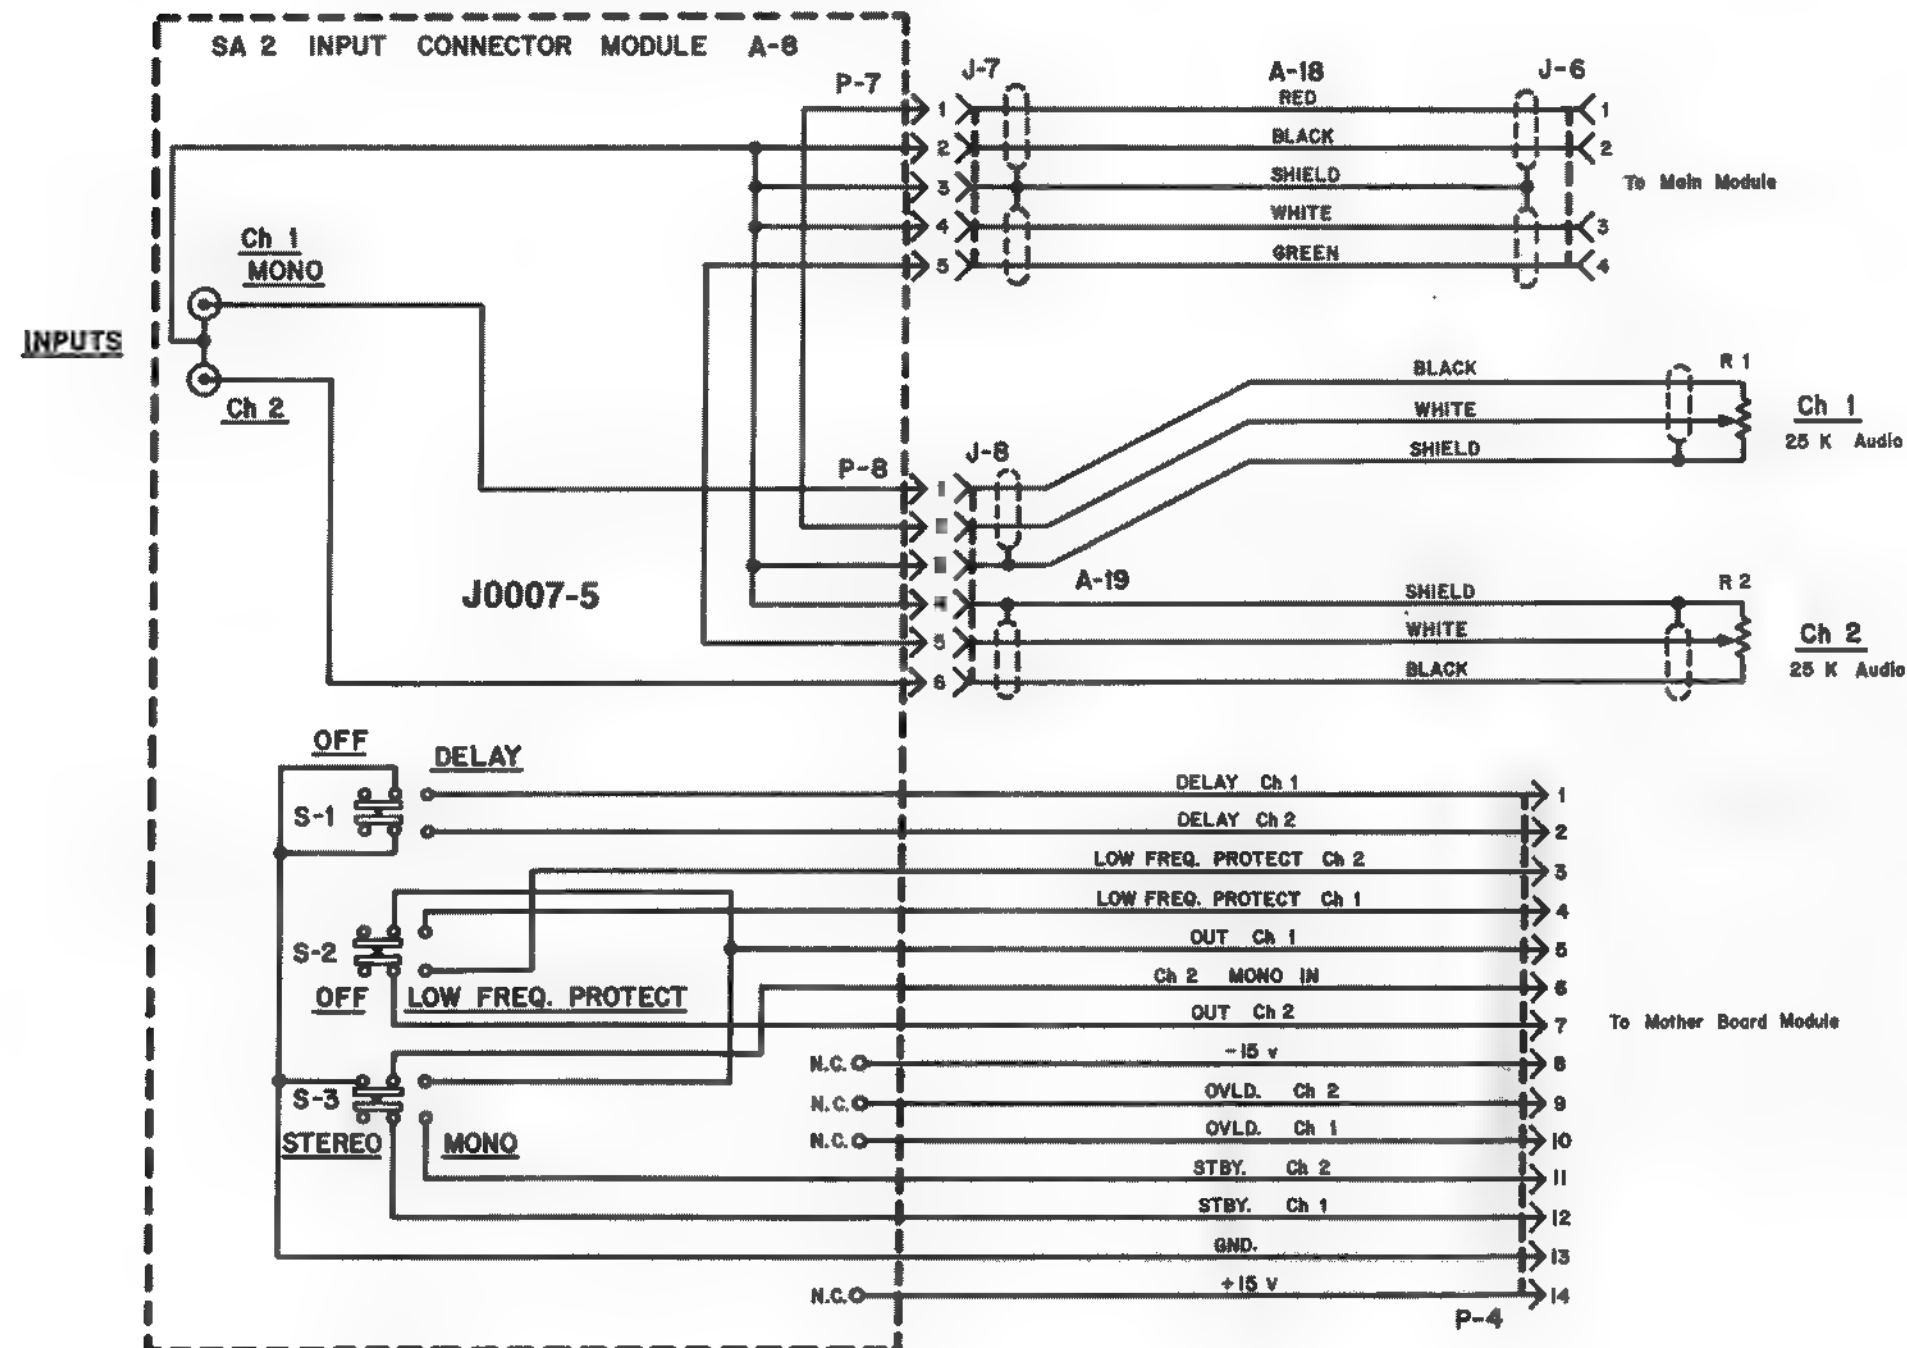 SA 2 INPUT CONNECTOR MODULE A-8
P-7
J-7
A-18
J-6
1
2
3
4
5
RED
BLACK
SHIELD
WHITE
GREEN
1
2
3
4
To Main Module
Ch 1
MONO
INPUTS
Ch 2
J0007-5
P-8
J-8
1
4
5
6
A-19
BLACK
WHITE
SHIELD
R 1
Ch 1
25 K Audio
SHIELD
WHITE
BLACK
R 2
Ch 2
25 K Audio
OFF
DELAY
S-1
S-2
OFF
LOW FREQ. PROTECT
S-3
STEREO
MONO
DELAY Ch 1 1
DELAY Ch 2 2
LOW FREQ. PROTECT Ch 2 3
LOW FREQ. PROTECT Ch 1 4
OUT Ch 1 5
Ch 2 MONO IN 6
OUT Ch 2 7
N.C. -15 v 8
N.C. OVLD. Ch 2 9
N.C. OVLD. Ch 1 10
STBY. Ch 2 11
STBY. Ch 1 12
GND. 13
N.C. +15 v 14
P-4
To Mother Board Module